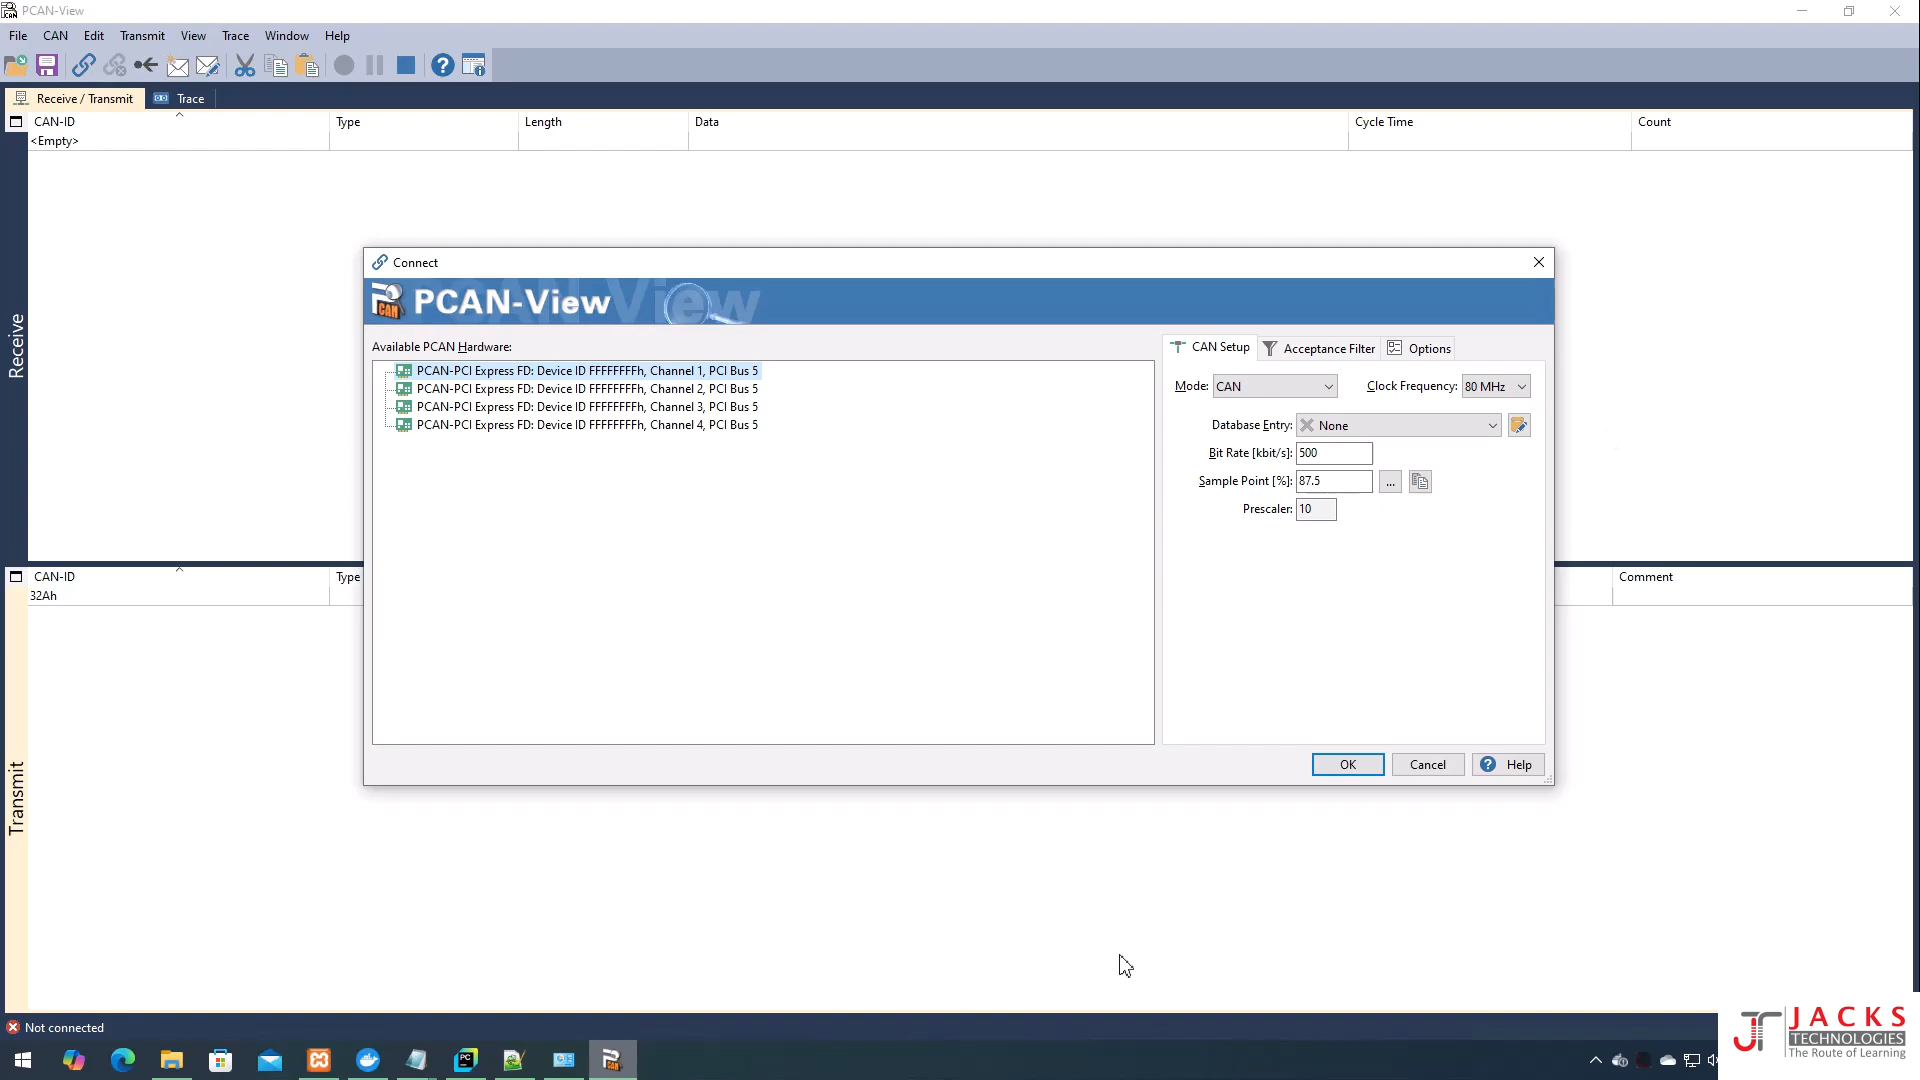 PCAN-View
File CAN Edit Transmit View Trace Window Help
Receive / Transmit Trace
CAN-ID Type Length Data Cycle Time Count
<Empty>
Receive
Connect
PCAN-View
Available PCAN Hardware:
PCAN-PCI Express FD: Device ID FFFFFFFFh, Channel 1, PCI Bus 5
PCAN-PCI Express FD: Device ID FFFFFFFFh, Channel 2, PCI Bus 5
PCAN-PCI Express FD: Device ID FFFFFFFFh, Channel 3, PCI Bus 5
PCAN-PCI Express FD: Device ID FFFFFFFFh, Channel 4, PCI Bus 5
CAN Setup Acceptance Filter Options
Mode: CAN Clock Frequency: 80 MHz
Database Entry: None
Bit Rate [kbit/s]: 500
Sample Point [%]: 87.5 ...
Prescaler: 10
OK Cancel Help
CAN-ID Type Comment
32Ah
Transmit
Not connected
JACKS
TECHNOLOGIES
The Route of Learning